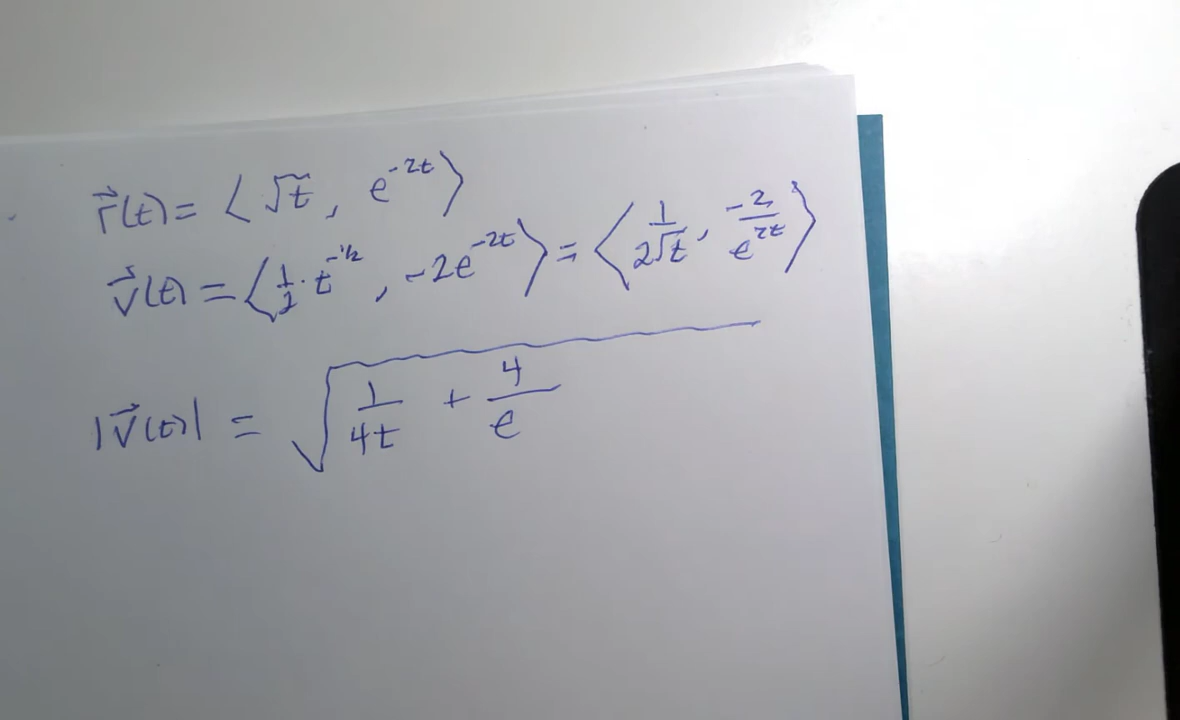 r⃗(t) = ⟨ √t , e^{-2t} ⟩
v⃗(t) = ⟨ 1/2 · t^{-1/2} , -2e^{-2t} ⟩ = ⟨ 1/(2√t) , -2/e^{2t} ⟩
|v⃗(t)| = √(1/(4t) + 4/e)